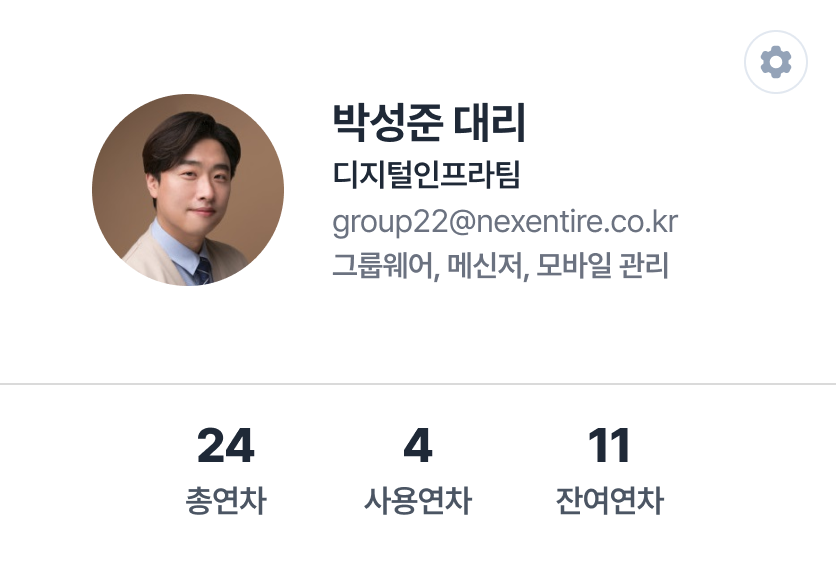 박성준 대리
디지털인프라팀
group22@nexentire.co.kr
그룹웨어, 메신저, 모바일 관리
24
4
11
총연차
사용연차
잔여연차